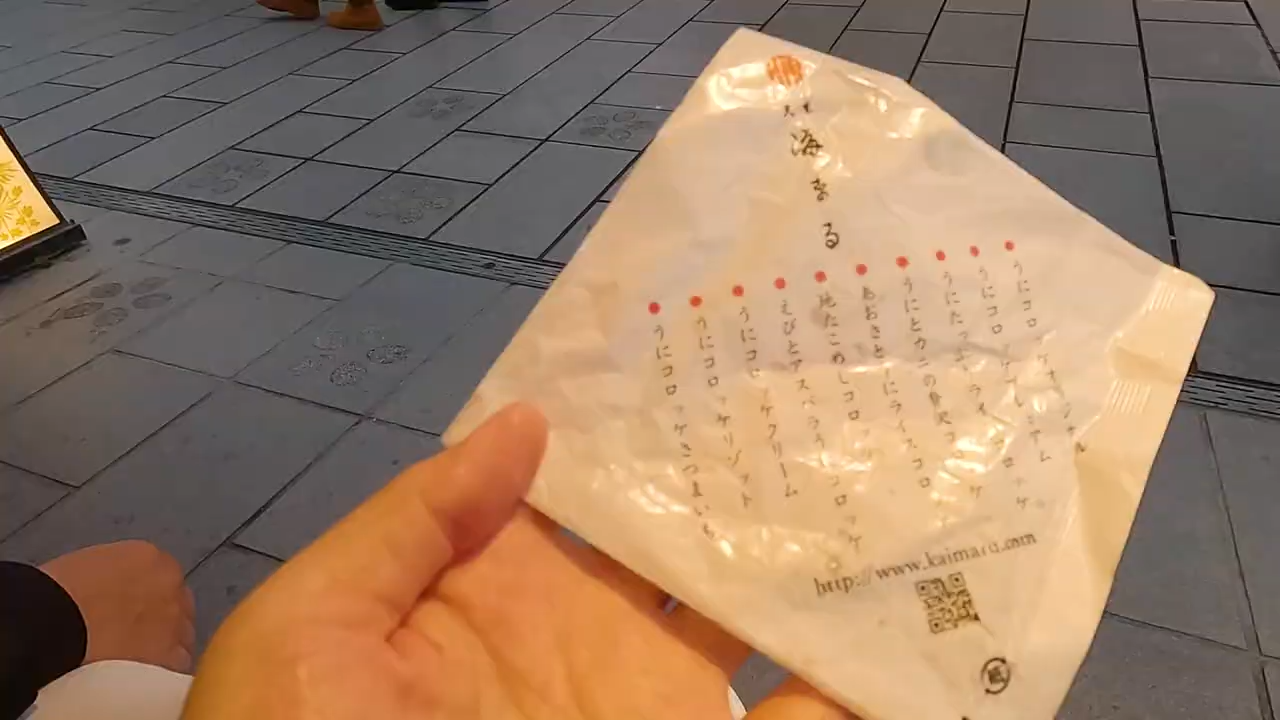 海まる
うにコロッケオリジナル
うにコロッケプレミアム
うにたっぷりライスコロッケ
うにとカニの贅沢コロッケ
あおさとうにライスコロッケ
地たこめしコロッケ
えびとアスパラうにコロッケ
うにコロッケクリーム
うにコロッケリゾット
うにコロッケさつまいも
http://www.kaimaru.com
紙